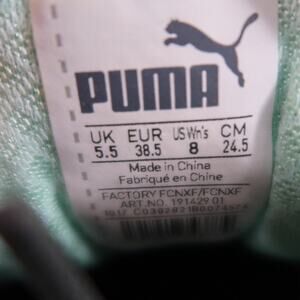 PUMA
UK EUR US Wn's CM
5.5 38.5 8 24.5
Made in China
Fabriqué en Chine
FACTORY FCNXF/FCNXF
ART.NO. 191429 01